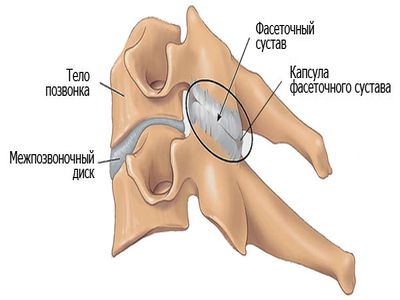 Фасеточный
сустав
Тело
позвонка
Капсула
фасеточного сустава
Межпозвоночный
диск